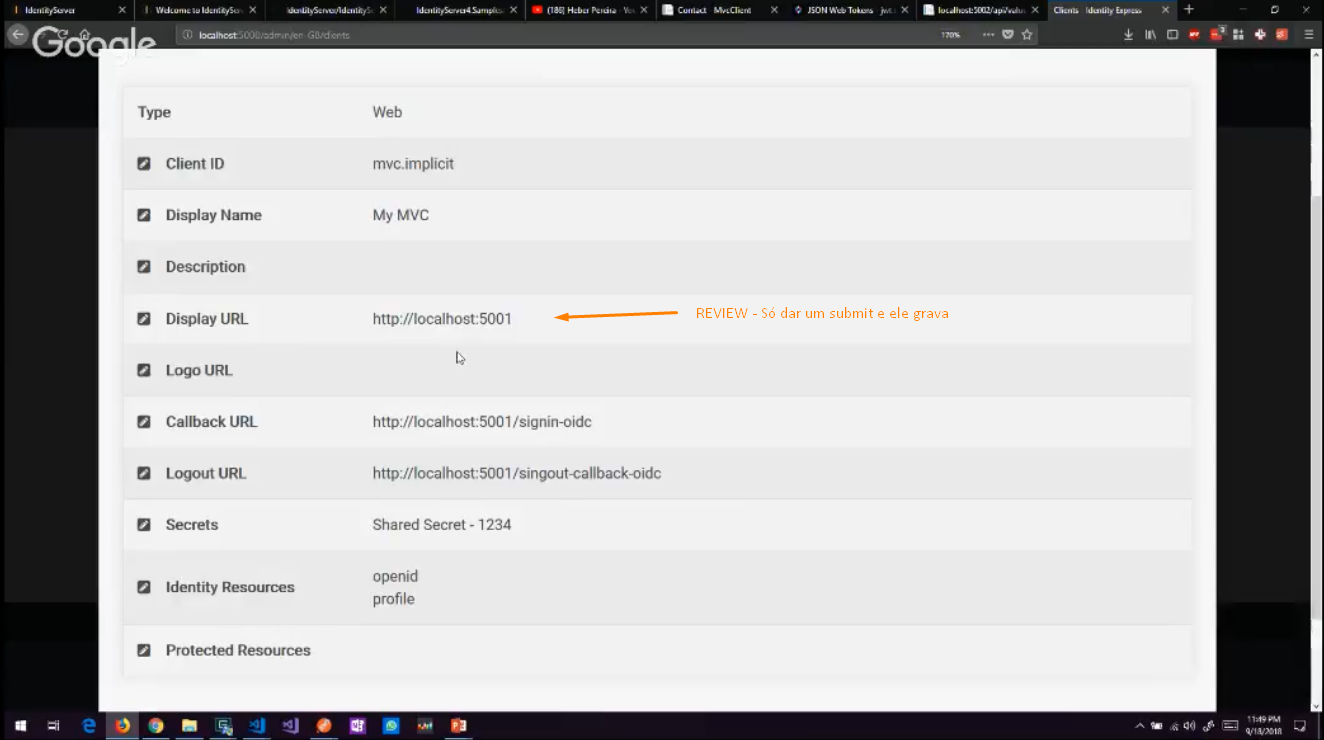 IdentityServer
Welcome to IdentitySer
IdentityServer/IdentityS
IdentityServer4.Samples
(186) Heber Pereira - You
Contact - MvcClient
JSON Web Tokens - jwt.i
localhost:5002/api/value
Clients - Identity Express
Google
localhost:5000/admin/en-GB/clients
170%
Type Web
Client ID mvc.implicit
Display Name My MVC
Description
Display URL http://localhost:5001
REVIEW - Só dar um submit e ele grava
Logo URL
Callback URL http://localhost:5001/signin-oidc
Logout URL http://localhost:5001/singout-callback-oidc
Secrets Shared Secret - 1234
Identity Resources openid
profile
Protected Resources
11:49 PM
9/18/2018